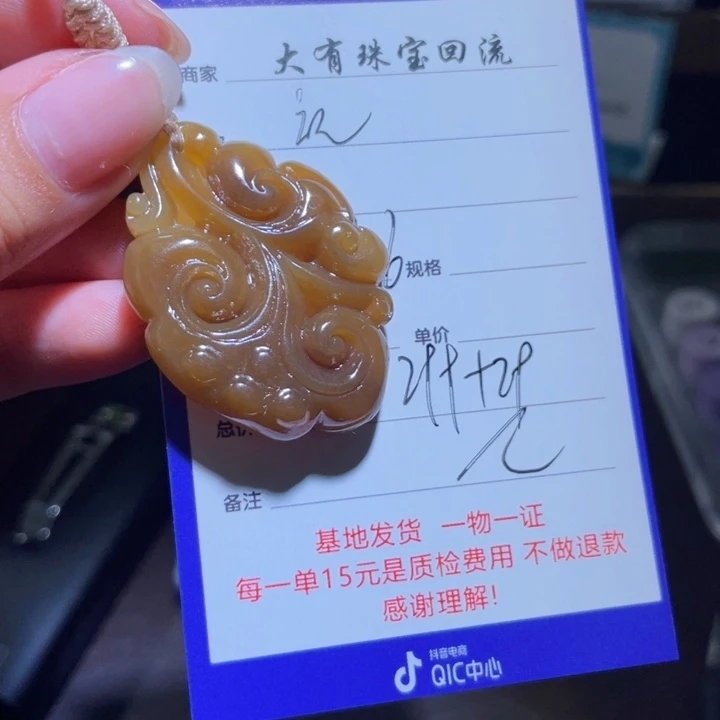 商家 大有珠宝回流
规格
单价
总价
备注
基地发货 一物一证
每一单15元是质检费用 不做退款
感谢理解!
抖音电商
QIC中心